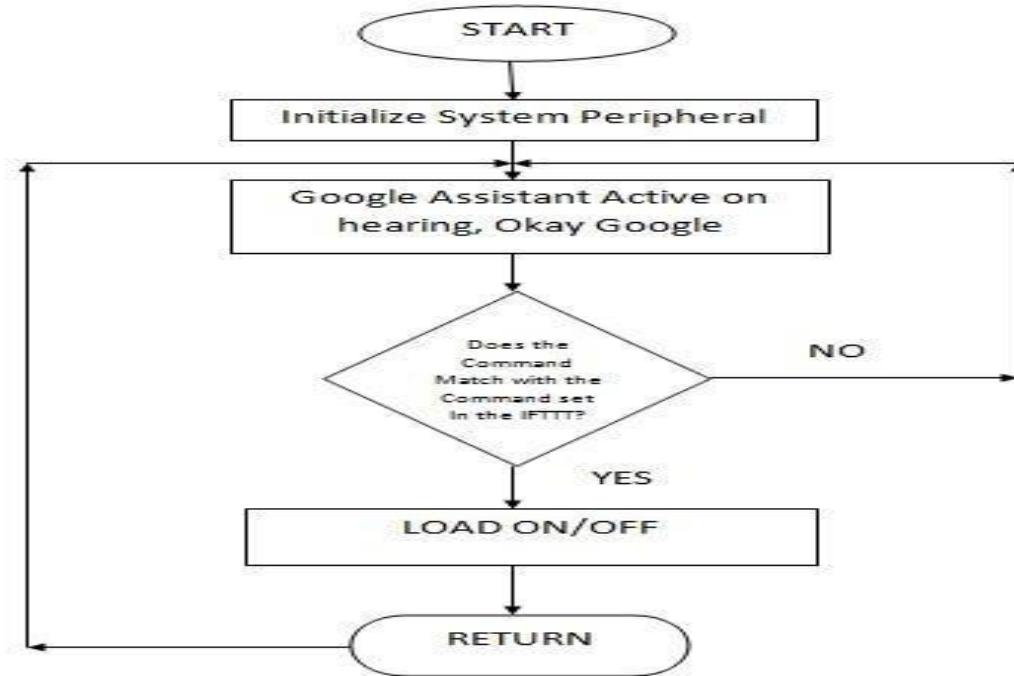 START
Initialize System Peripheral
Google Assistant Active on
hearing, Okay Google
Does the
Command
Match with the
Command set
In the IFTTT?
NO
YES
LOAD ON/OFF
RETURN